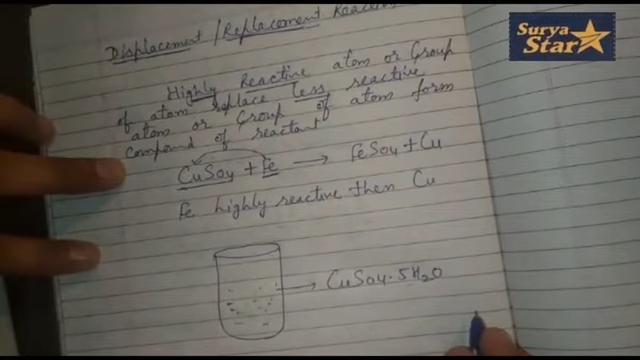 Displacement / Replacement Reaction
Highly Reactive atom or Group
of atom replace less reactive
atom or Group of atom form
compound of reactant
CuSO4 + Fe → FeSO4 + Cu
Fe highly reactive then Cu
CuSO4·5H2O
Surya
Star